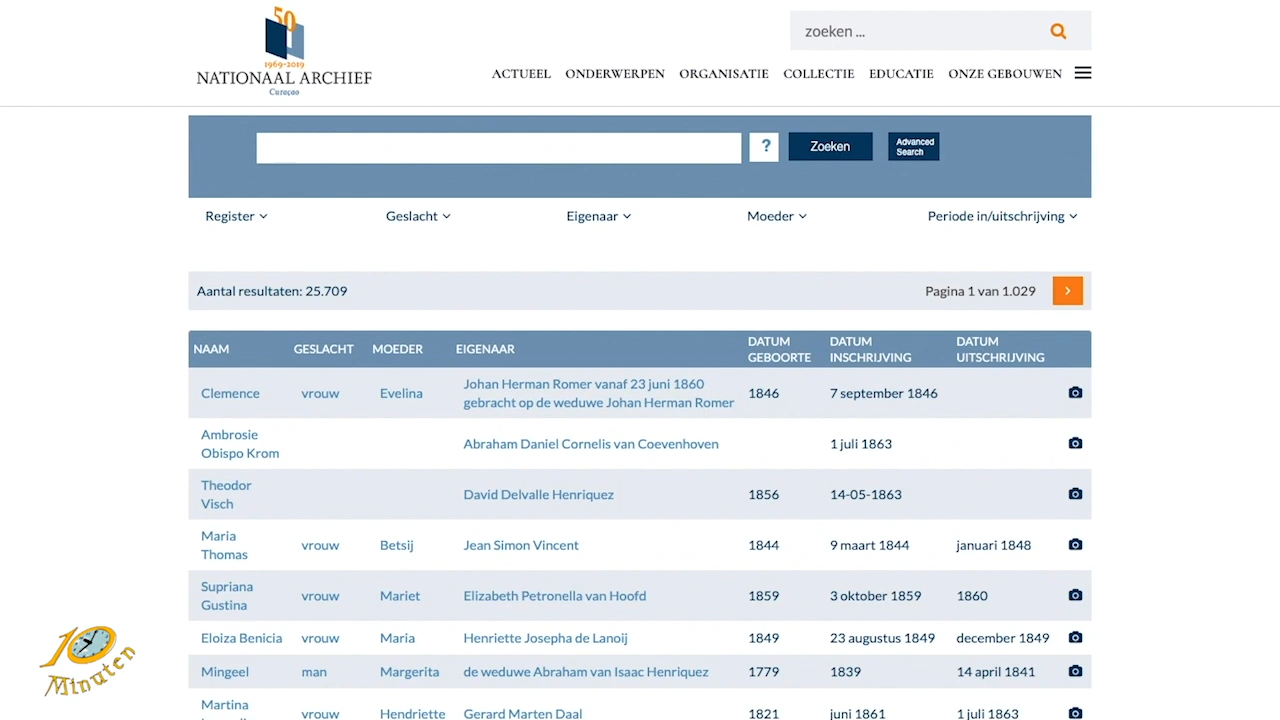 50
1969-2019
NATIONAAL ARCHIEF
Curaçao
zoeken ...
ACTUEEL ONDERWERPEN ORGANISATIE COLLECTIE EDUCATIE ONZE GEBOUWEN
? Zoeken Advanced Search
Register Geslacht Eigenaar Moeder Periode in/uitschrijving
Aantal resultaten: 25.709 Pagina 1 van 1.029
NAAM GESLACHT MOEDER EIGENAAR DATUM GEBOORTE DATUM INSCHRIJVING DATUM UITSCHRIJVING
Clemence vrouw Evelina Johan Herman Romer vanaf 23 juni 1860 gebracht op de weduwe Johan Herman Romer 1846 7 september 1846
Ambrosie Obispo Krom Abraham Daniel Cornelis van Coevenhoven 1 juli 1863
Theodor Visch David Delvalle Henriquez 1856 14-05-1863
Maria Thomas vrouw Betsij Jean Simon Vincent 1844 9 maart 1844 januari 1848
Supriana Gustina vrouw Mariet Elizabeth Petronella van Hoofd 1859 3 oktober 1859 1860
Eloiza Benicia vrouw Maria Henriette Josepha de Lanoij 1849 23 augustus 1849 december 1849
Mingeel man Margerita de weduwe Abraham van Isaac Henriquez 1779 1839 14 april 1841
Martina vrouw Hendriette Gerard Marten Daal 1821 juni 1861 1 juli 1863
10 Minuten